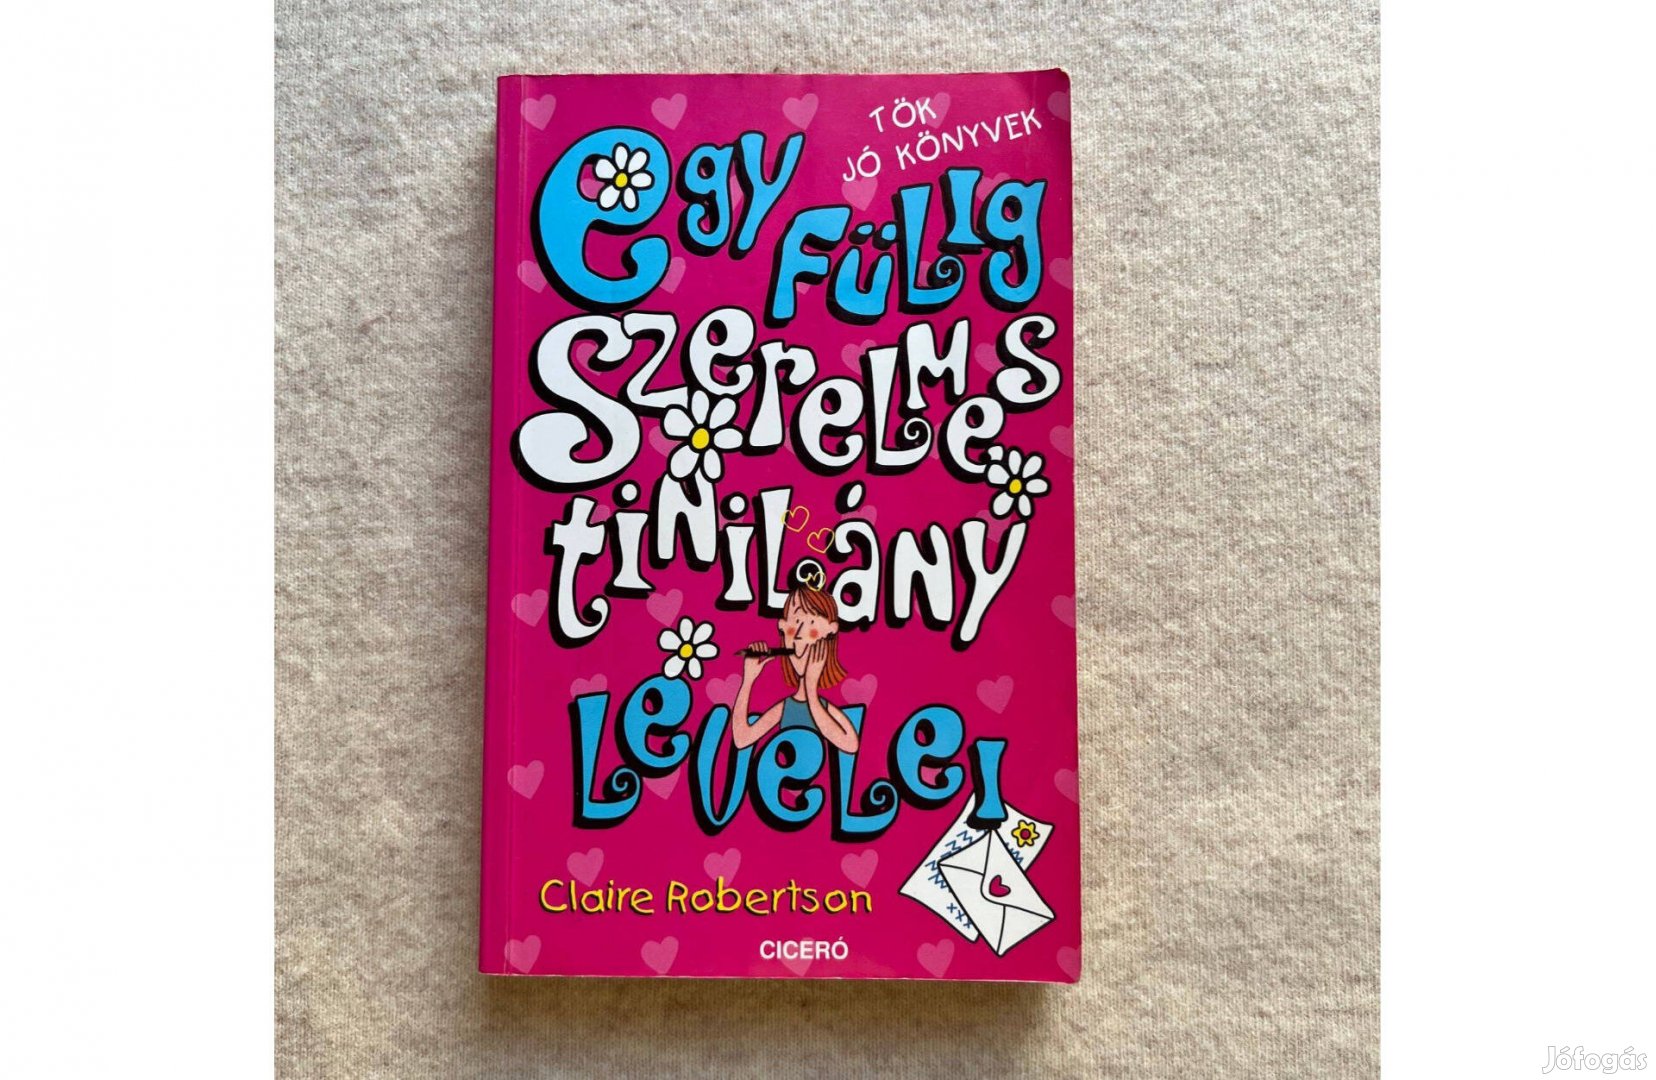 TÖK
JÓ KÖNYVEK
egy
FÜLIG
SzereLMeS
tiNiLány
LeveLeI
Claire Robertson
CICERÓ
Jófogás